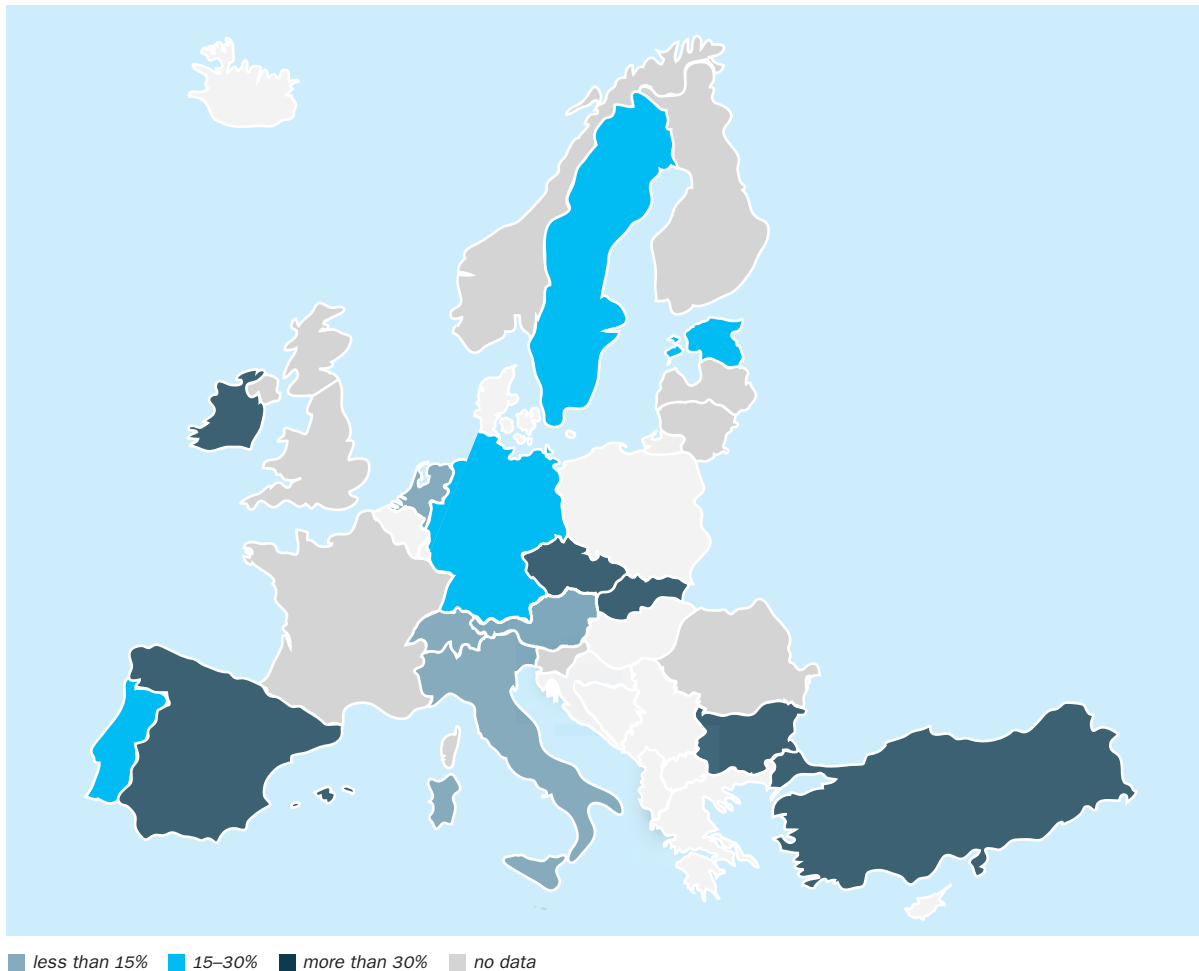 less than 15% 15–30% more than 30% no data